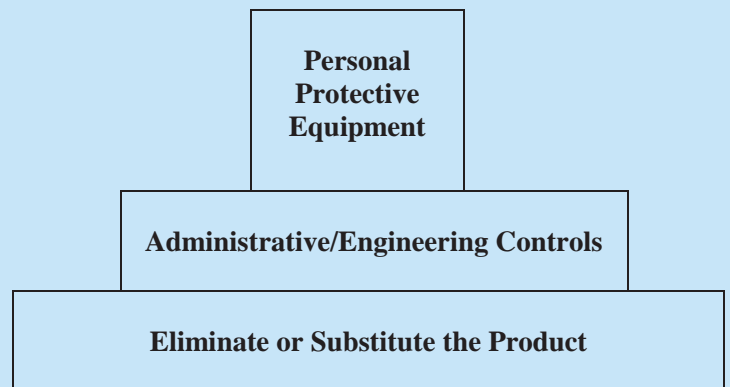 Personal
Protective
Equipment
Administrative/Engineering Controls
Eliminate or Substitute the Product